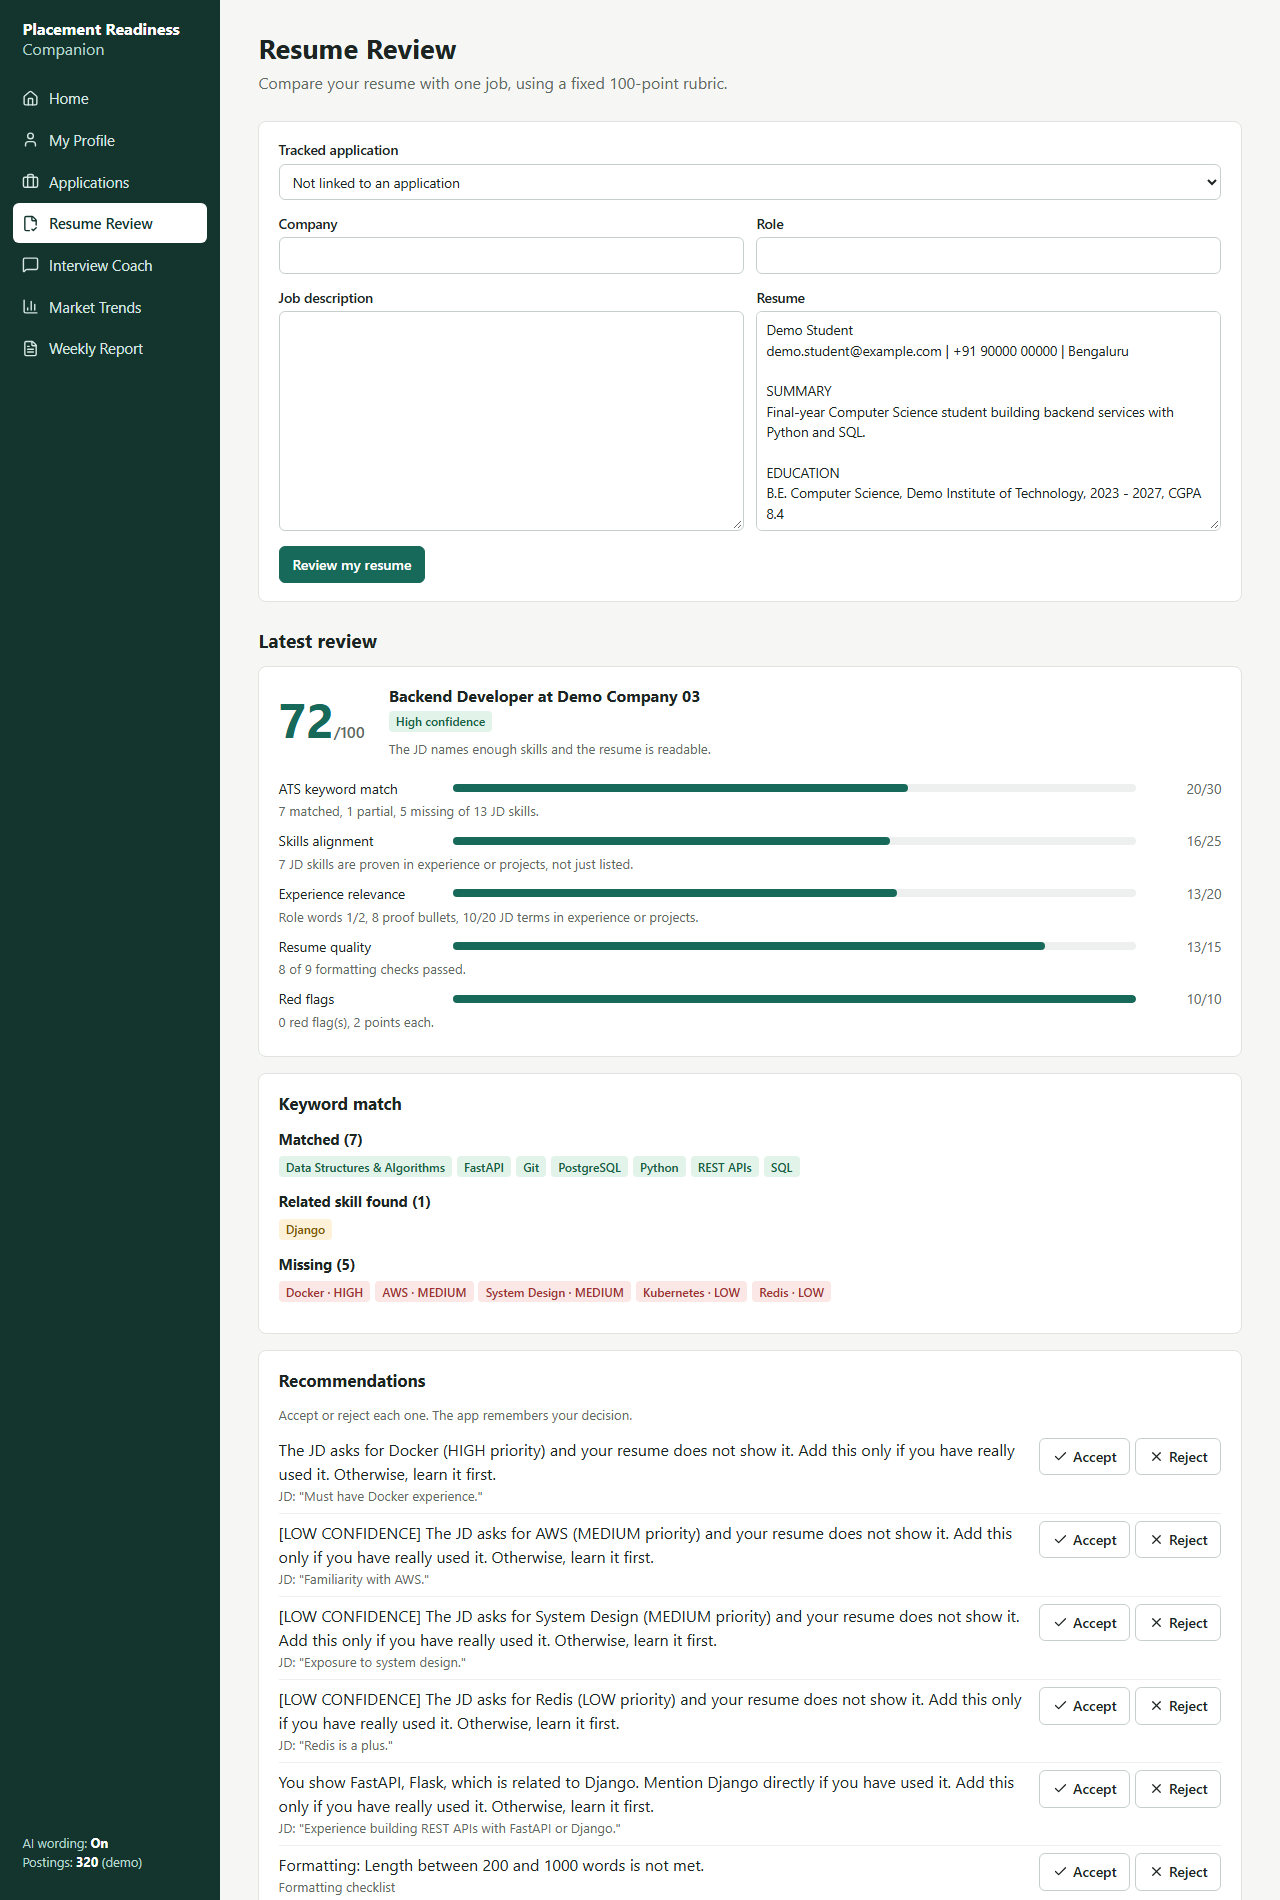 Placement Readiness
Companion
Home
My Profile
Applications
Resume Review
Interview Coach
Market Trends
Weekly Report
AI wording: On
Postings: 320 (demo)
Resume Review
Compare your resume with one job, using a fixed 100-point rubric.
Tracked application
Not linked to an application
Company
Role
Job description
Resume
Demo Student
demo.student@example.com | +91 90000 00000 | Bengaluru
SUMMARY
Final-year Computer Science student building backend services with
Python and SQL.
EDUCATION
B.E. Computer Science, Demo Institute of Technology, 2023 - 2027, CGPA
8.4
Review my resume
Latest review
72/100
Backend Developer at Demo Company 03
High confidence
The JD names enough skills and the resume is readable.
ATS keyword match 20/30
7 matched, 1 partial, 5 missing of 13 JD skills.
Skills alignment 16/25
7 JD skills are proven in experience or projects, not just listed.
Experience relevance 13/20
Role words 1/2, 8 proof bullets, 10/20 JD terms in experience or projects.
Resume quality 13/15
8 of 9 formatting checks passed.
Red flags 10/10
0 red flag(s), 2 points each.
Keyword match
Matched (7)
Data Structures & Algorithms FastAPI Git PostgreSQL Python REST APIs SQL
Related skill found (1)
Django
Missing (5)
Docker · HIGH AWS · MEDIUM System Design · MEDIUM Kubernetes · LOW Redis · LOW
Recommendations
Accept or reject each one. The app remembers your decision.
The JD asks for Docker (HIGH priority) and your resume does not show it. Add this only if you have really
used it. Otherwise, learn it first.
JD: "Must have Docker experience."
Accept Reject
[LOW CONFIDENCE] The JD asks for AWS (MEDIUM priority) and your resume does not show it. Add this
only if you have really used it. Otherwise, learn it first.
JD: "Familiarity with AWS."
Accept Reject
[LOW CONFIDENCE] The JD asks for System Design (MEDIUM priority) and your resume does not show it.
Add this only if you have really used it. Otherwise, learn it first.
JD: "Exposure to system design."
Accept Reject
[LOW CONFIDENCE] The JD asks for Redis (LOW priority) and your resume does not show it. Add this only
if you have really used it. Otherwise, learn it first.
JD: "Redis is a plus."
Accept Reject
You show FastAPI, Flask, which is related to Django. Mention Django directly if you have used it. Add this
only if you have really used it. Otherwise, learn it first.
JD: "Experience building REST APIs with FastAPI or Django."
Accept Reject
Formatting: Length between 200 and 1000 words is not met.
Formatting checklist
Accept Reject